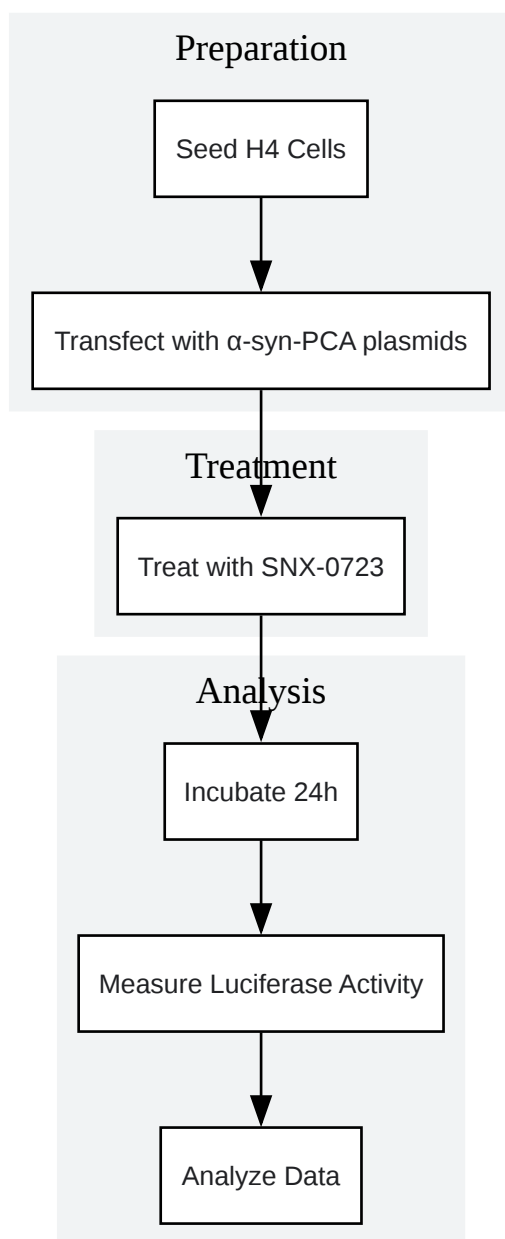 Preparation
Seed H4 Cells
Transfect with α-syn-PCA plasmids
Treatment
Treat with SNX-0723
Analysis
Incubate 24h
Measure Luciferase Activity
Analyze Data